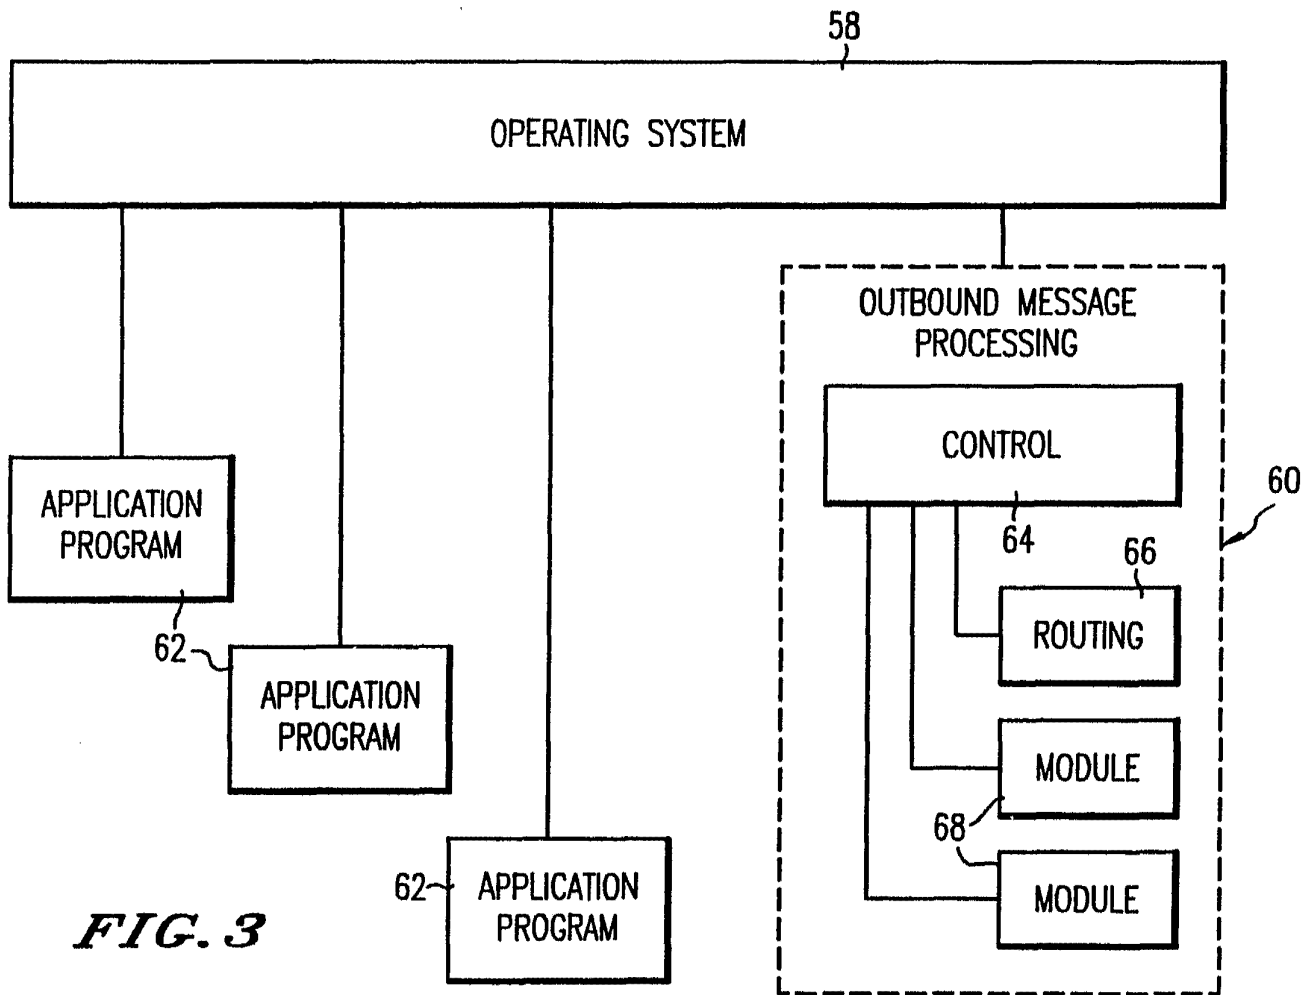 58
OPERATING SYSTEM
OUTBOUND MESSAGE
PROCESSING
CONTROL
64
60
66
ROUTING
MODULE
68
MODULE
APPLICATION
PROGRAM
62
APPLICATION
PROGRAM
62
APPLICATION
PROGRAM
FIG. 3